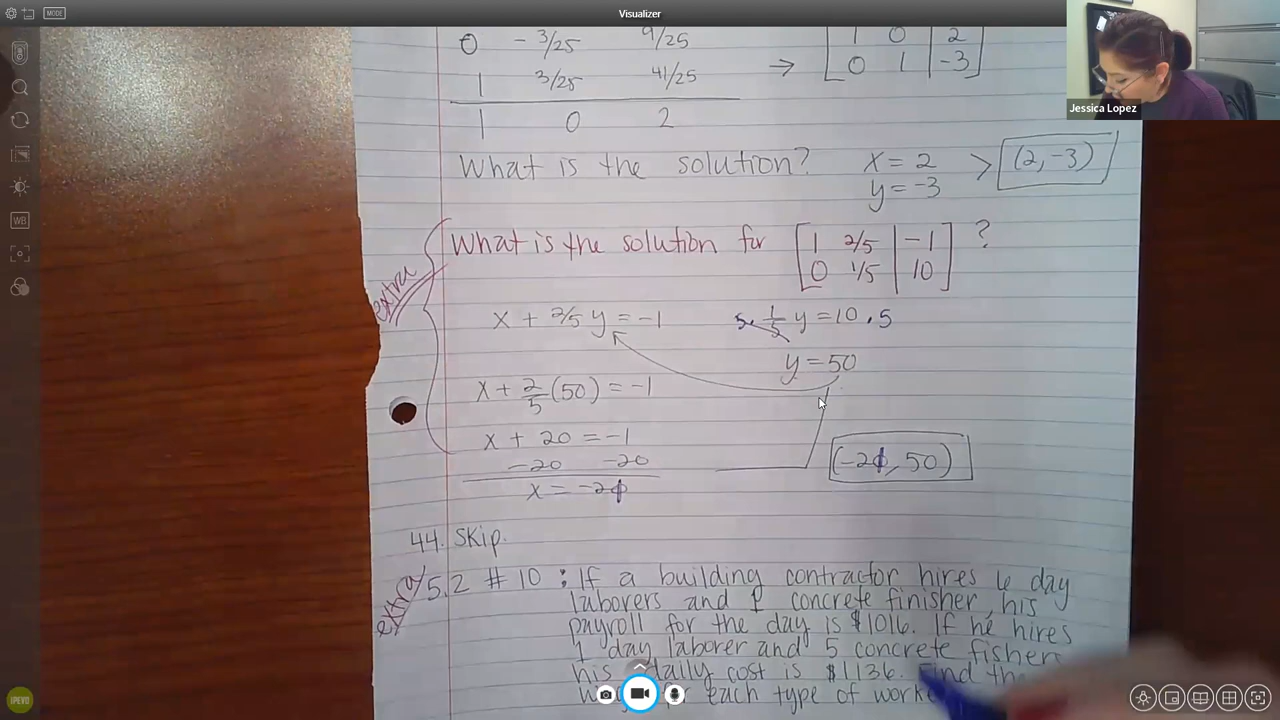 MODE
Visualizer
Jessica Lopez
WB
IPEVO
0 -3/25 9/25
1 3/25 41/25
1 0 2
→ [1 0 | 2
0 1 | -3]
What is the solution? x = 2
y = -3 > (2, -3)
extra
What is the solution for [1 2/5 | -1
0 1/5 | 10] ?
x + 2/5 y = -1
5 · 1/5 y = 10 · 5
y = 50
x + 2/5 (50) = -1
x + 20 = -1
-20 -20
x = -21
(-21, 50)
44. Skip.
extra
5.2 # 10 : If a building contractor hires 6 day
laborers and 1 concrete finisher, his
payroll for the day is $1016. If he hires
1 day laborer and 5 concrete fishers
his daily cost is $1136. Find the
for each type of